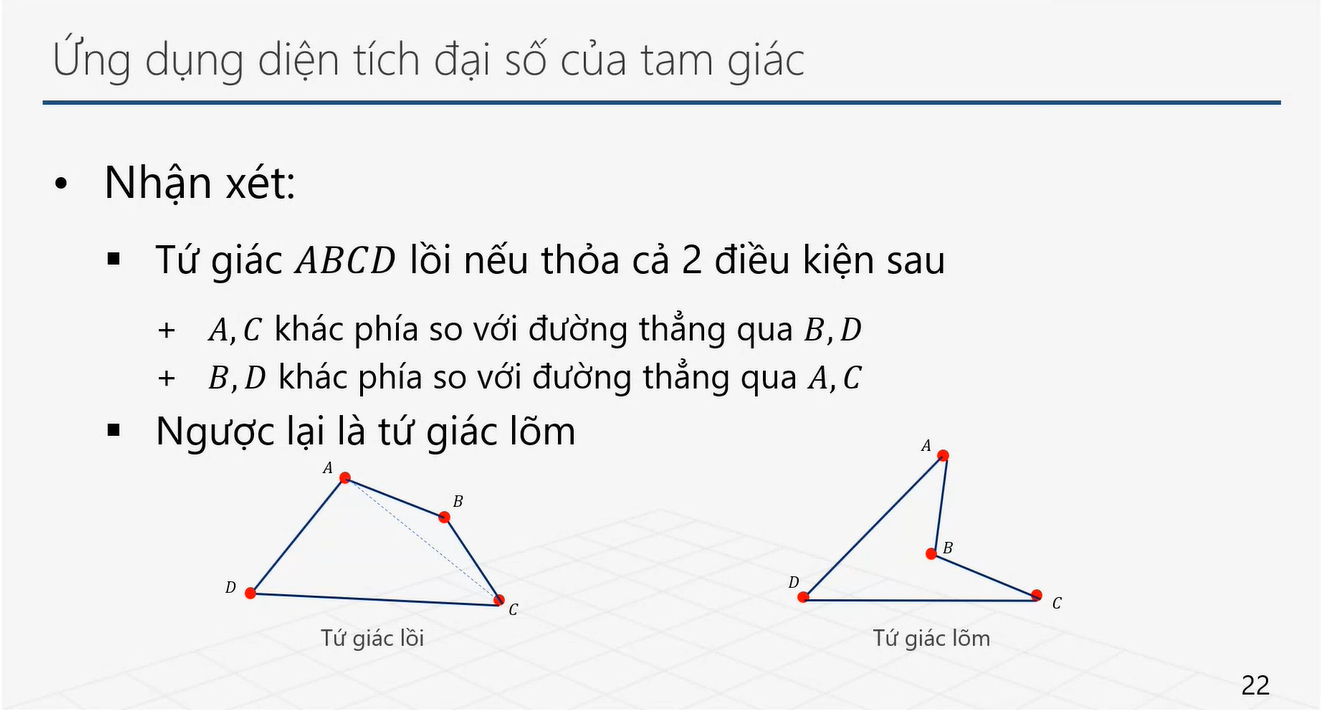 Ứng dụng diện tích đại số của tam giác
• Nhận xét:
▪ Tứ giác ABCD lồi nếu thỏa cả 2 điều kiện sau
+ A, C khác phía so với đường thẳng qua B, D
+ B, D khác phía so với đường thẳng qua A, C
▪ Ngược lại là tứ giác lõm
A
B
D
C
Tứ giác lồi
A
B
D
C
Tứ giác lõm
22